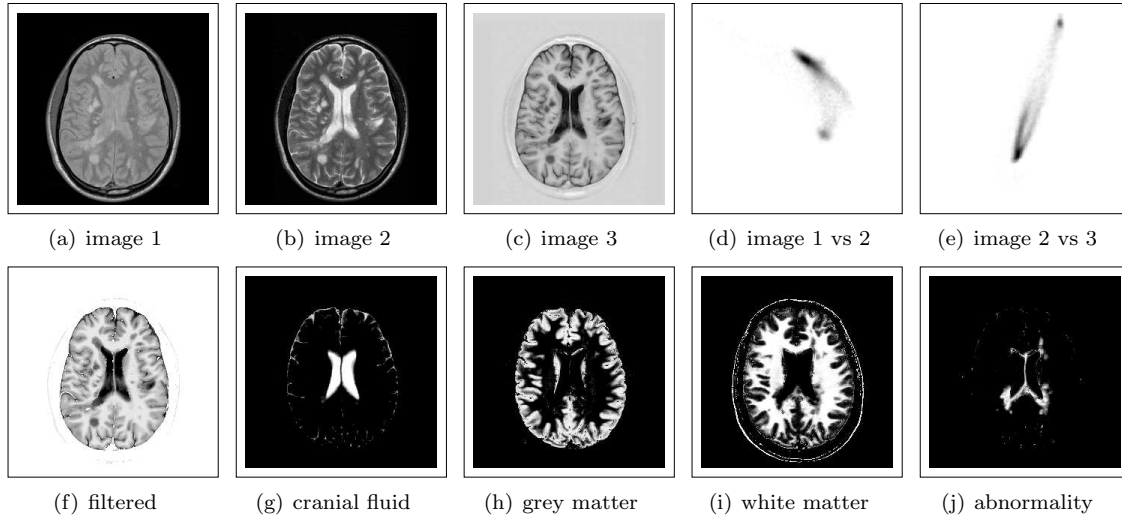 (a) image 1
(b) image 2
(c) image 3
(d) image 1 vs 2
(e) image 2 vs 3
(f) filtered
(g) cranial fluid
(h) grey matter
(i) white matter
(j) abnormality